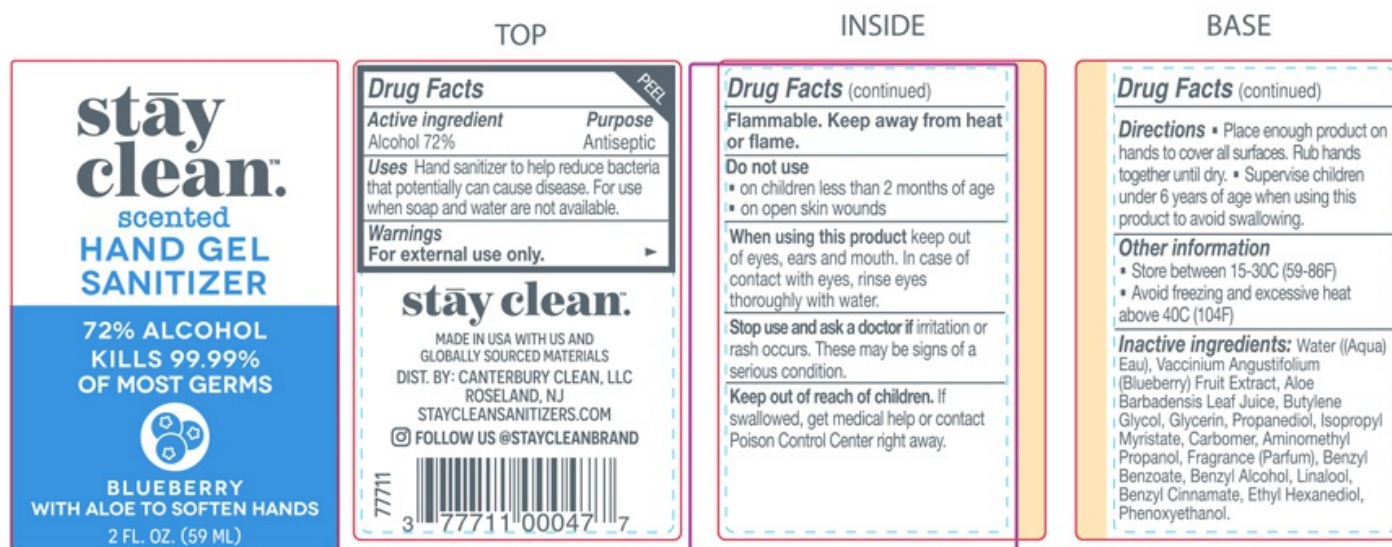 stāy
clean.™
scented
HAND GEL
SANITIZER
72% ALCOHOL
KILLS 99.99%
OF MOST GERMS
BLUEBERRY
WITH ALOE TO SOFTEN HANDS
2 FL. OZ. (59 ML)
TOP
PEEL
Drug Facts
Active ingredient Purpose
Alcohol 72% Antiseptic
Uses Hand sanitizer to help reduce bacteria
that potentially can cause disease. For use
when soap and water are not available.
Warnings
For external use only.
stāy clean.™
MADE IN USA WITH US AND
GLOBALLY SOURCED MATERIALS
DIST. BY: CANTERBURY CLEAN, LLC
ROSELAND, NJ
STAYCLEANSANITIZERS.COM
FOLLOW US @STAYCLEANBRAND
77711
3 77711 00047 7
INSIDE
Drug Facts (continued)
Flammable. Keep away from heat
or flame.
Do not use
▪ on children less than 2 months of age
▪ on open skin wounds
When using this product keep out
of eyes, ears and mouth. In case of
contact with eyes, rinse eyes
thoroughly with water.
Stop use and ask a doctor if irritation or
rash occurs. These may be signs of a
serious condition.
Keep out of reach of children. If
swallowed, get medical help or contact
Poison Control Center right away.
BASE
Drug Facts (continued)
Directions ▪ Place enough product on
hands to cover all surfaces. Rub hands
together until dry. ▪ Supervise children
under 6 years of age when using this
product to avoid swallowing.
Other information
▪ Store between 15-30C (59-86F)
▪ Avoid freezing and excessive heat
above 40C (104F)
Inactive ingredients: Water ((Aqua)
Eau), Vaccinium Angustifolium
(Blueberry) Fruit Extract, Aloe
Barbadensis Leaf Juice, Butylene
Glycol, Glycerin, Propanediol, Isopropyl
Myristate, Carbomer, Aminomethyl
Propanol, Fragrance (Parfum), Benzyl
Benzoate, Benzyl Alcohol, Linalool,
Benzyl Cinnamate, Ethyl Hexanediol,
Phenoxyethanol.